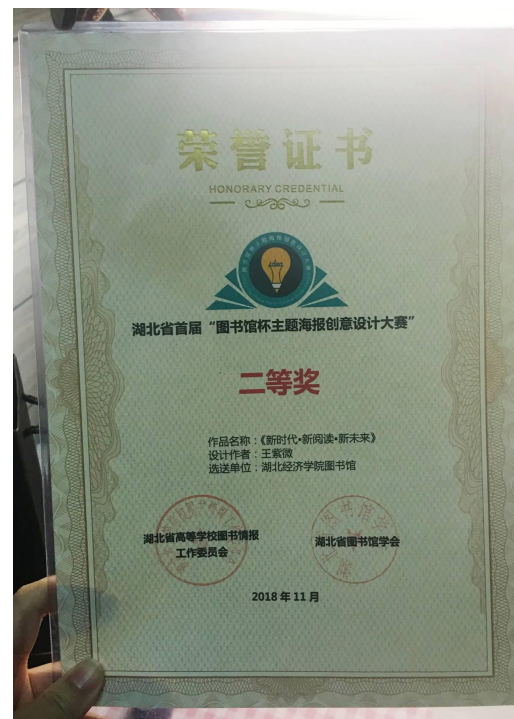 荣誉证书
HONORARY CREDENTIAL
湖北省首届“图书馆杯主题海报创意设计大赛”
二等奖
作品名称：《新时代•新阅读•新未来》
设计作者：王紫微
选送单位：湖北经济学院图书馆
湖北省高等学校图书情报
工作委员会
湖北省图书馆学会
2018年11月